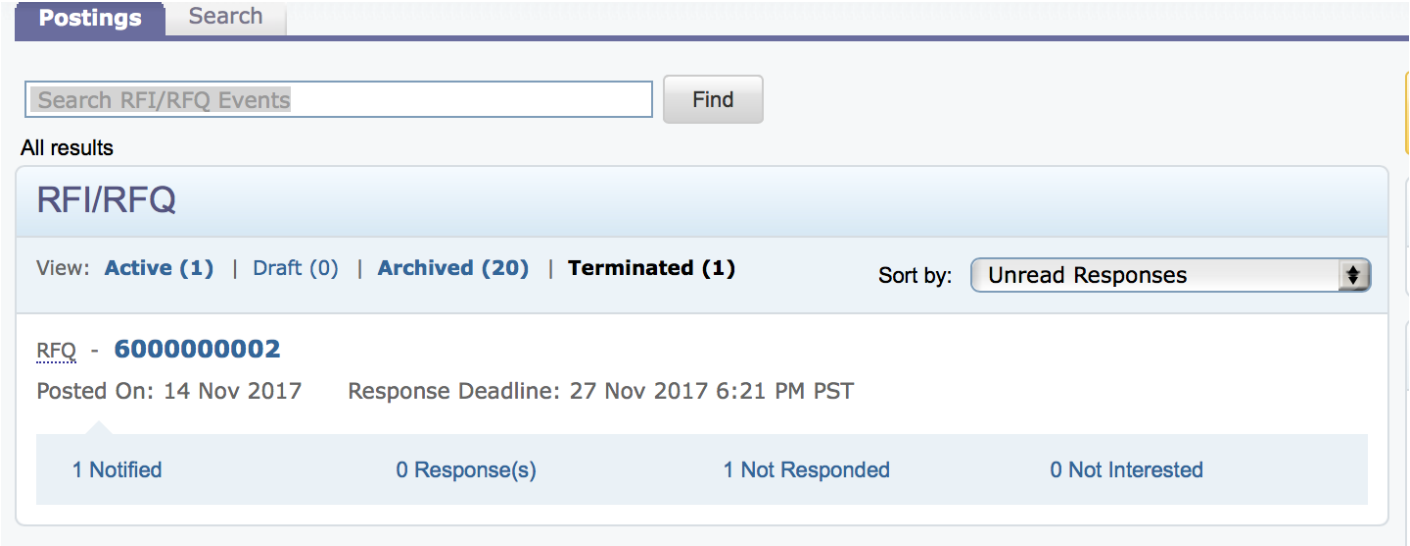 Postings Search
Search RFI/RFQ Events Find
All results
RFI/RFQ
View: Active (1) | Draft (0) | Archived (20) | Terminated (1) Sort by: Unread Responses
RFQ - 6000000002
Posted On: 14 Nov 2017 Response Deadline: 27 Nov 2017 6:21 PM PST
1 Notified 0 Response(s) 1 Not Responded 0 Not Interested